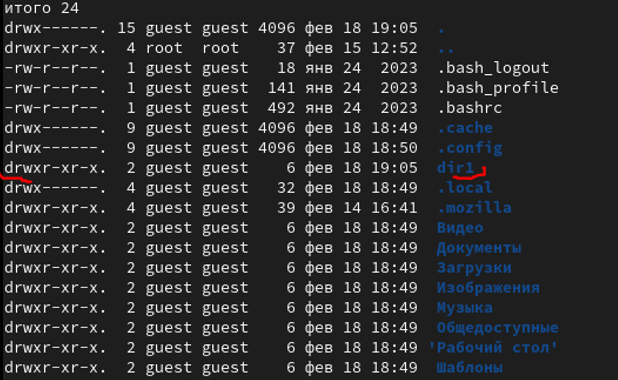 итого 24
drwx------. 15 guest guest 4096 фев 18 19:05 .
drwxr-xr-x. 4 root root 37 фев 15 12:52 ..
-rw-r--r--. 1 guest guest 18 янв 24 2023 .bash_logout
-rw-r--r--. 1 guest guest 141 янв 24 2023 .bash_profile
-rw-r--r--. 1 guest guest 492 янв 24 2023 .bashrc
drwx------. 9 guest guest 4096 фев 18 18:49 .cache
drwx------. 9 guest guest 4096 фев 18 18:50 .config
drwxr-xr-x. 2 guest guest 6 фев 18 19:05 dir1
drwx------. 4 guest guest 32 фев 18 18:49 .local
drwxr-xr-x. 4 guest guest 39 фев 14 16:41 .mozilla
drwxr-xr-x. 2 guest guest 6 фев 18 18:49 Видео
drwxr-xr-x. 2 guest guest 6 фев 18 18:49 Документы
drwxr-xr-x. 2 guest guest 6 фев 18 18:49 Загрузки
drwxr-xr-x. 2 guest guest 6 фев 18 18:49 Изображения
drwxr-xr-x. 2 guest guest 6 фев 18 18:49 Музыка
drwxr-xr-x. 2 guest guest 6 фев 18 18:49 Общедоступные
drwxr-xr-x. 2 guest guest 6 фев 18 18:49 'Рабочий стол'
drwxr-xr-x. 2 guest guest 6 фев 18 18:49 Шаблоны